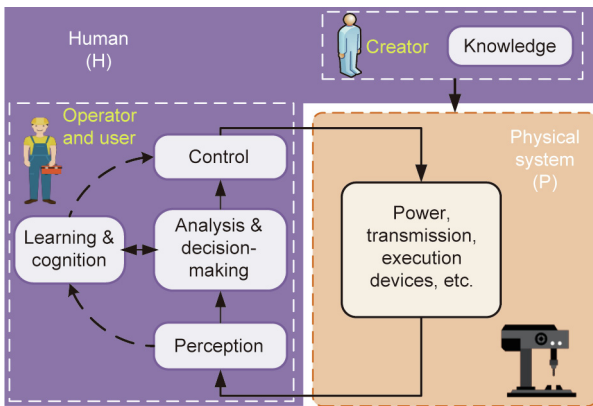 Human
(H)
Creator
Knowledge
Operator
and user
Control
Learning &
cognition
Analysis &
decision-
making
Perception
Physical
system
(P)
Power,
transmission,
execution
devices, etc.